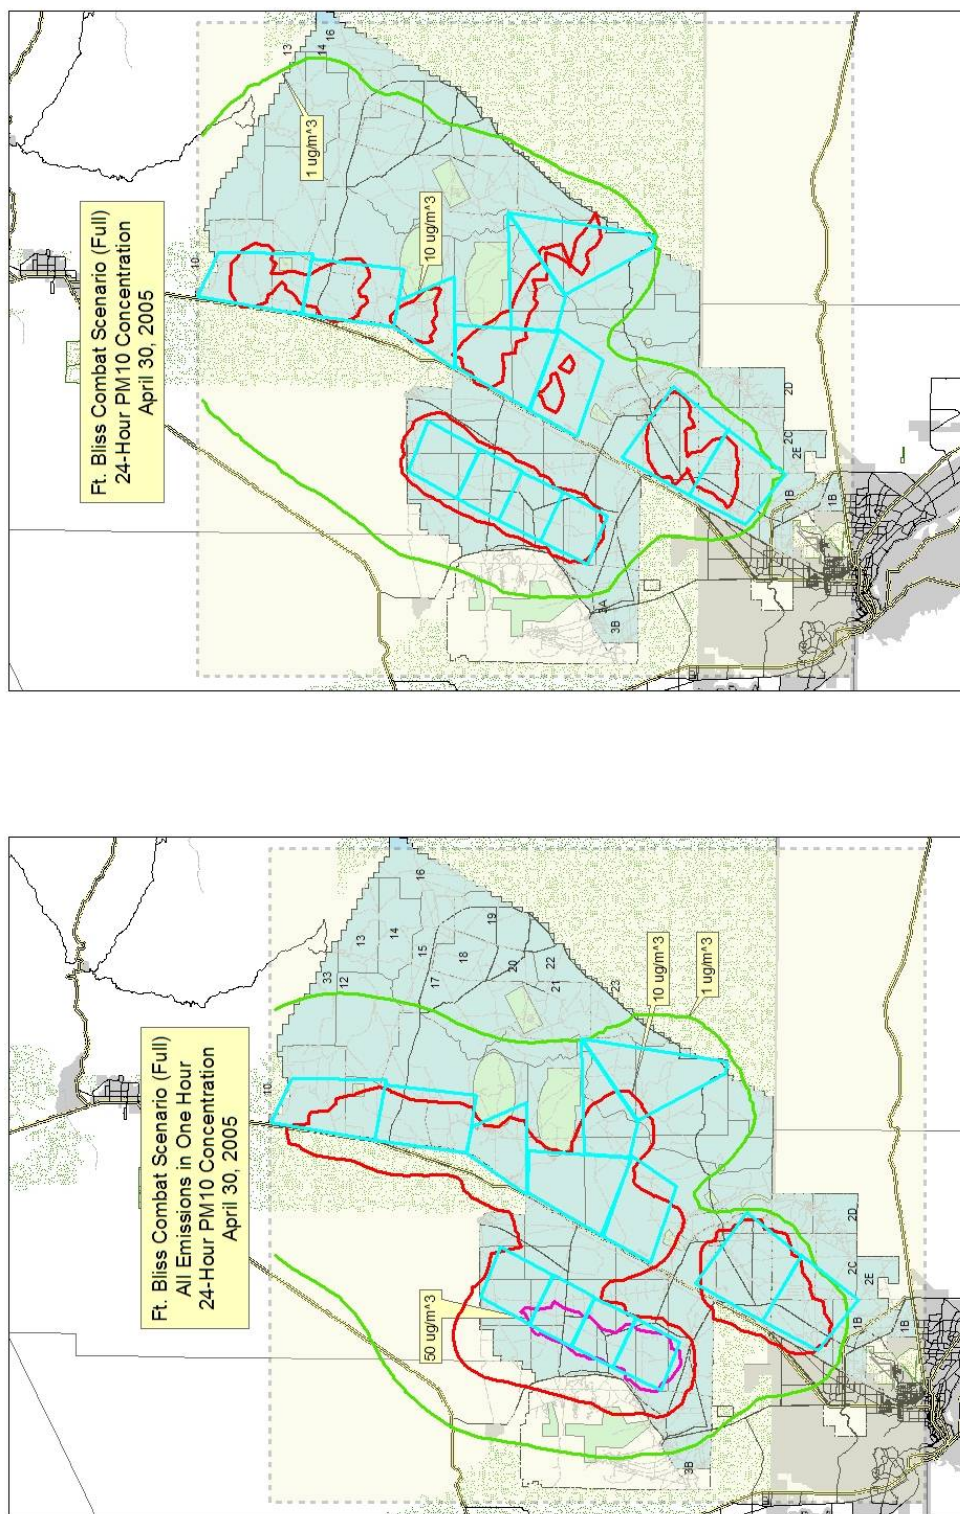 Ft. Bliss Combat Scenario (Full)
All Emissions in One Hour
24-Hour PM10 Concentration
April 30, 2005
10
33
12
13
14
16
15
17
50 ug/m^3
18
19
20
22
21
23
10 ug/m^3
3B
1 ug/m^3
2D
2C
1B
2E
1B
Ft. Bliss Combat Scenario (Full)
24-Hour PM10 Concentration
April 30, 2005
10
13
1 ug/m^3
14
16
10 ug/m^3
3A
3B
2D
2C
1B
2E
1B